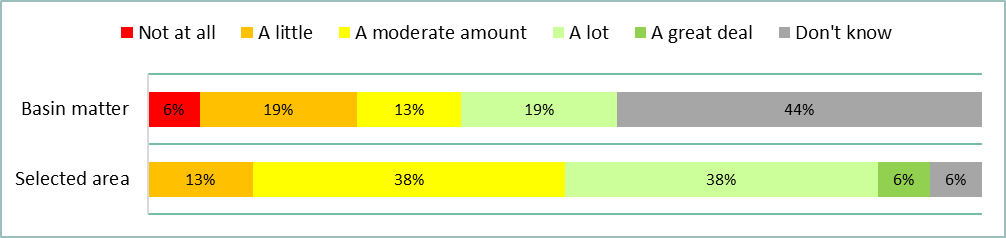 Not at all A little A moderate amount A lot A great deal Don't know
Basin matter 6% 19% 13% 19% 44%
Selected area 13% 38% 38% 6% 6%